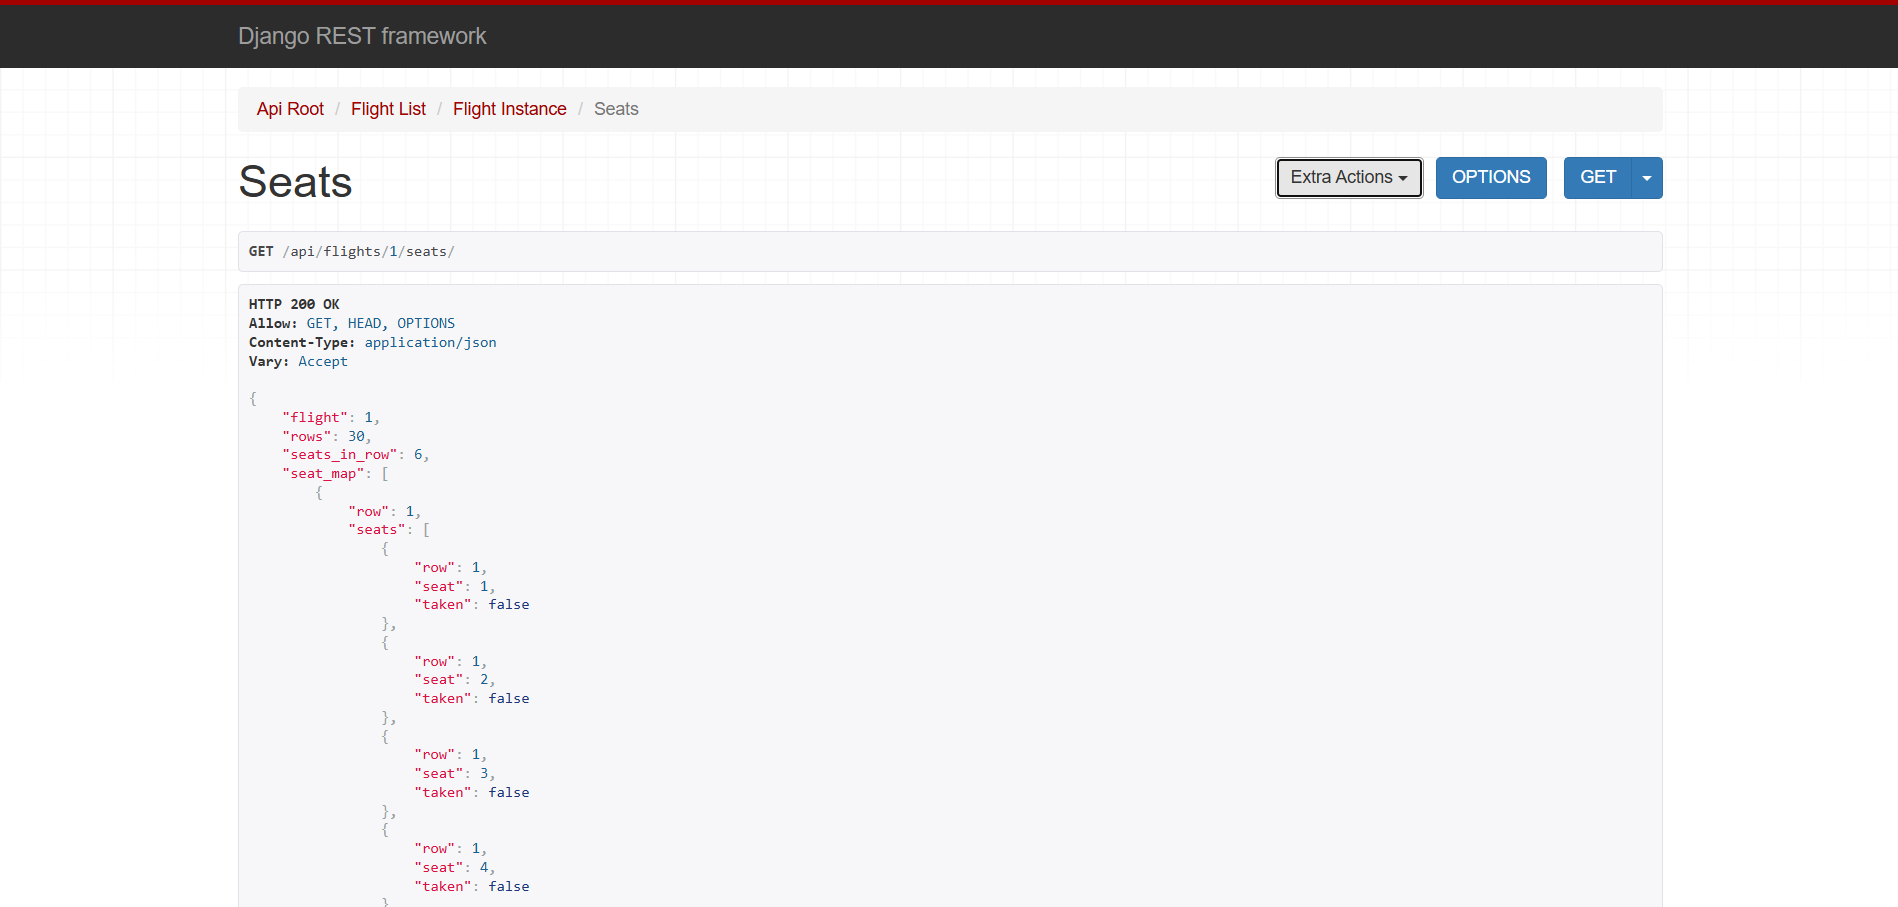 Django REST framework
Api Root / Flight List / Flight Instance / Seats
Seats
Extra Actions
OPTIONS
GET
GET /api/flights/1/seats/
HTTP 200 OK
Allow: GET, HEAD, OPTIONS
Content-Type: application/json
Vary: Accept
{
    "flight": 1,
    "rows": 30,
    "seats_in_row": 6,
    "seat_map": [
        {
            "row": 1,
            "seats": [
                {
                    "row": 1,
                    "seat": 1,
                    "taken": false
                },
                {
                    "row": 1,
                    "seat": 2,
                    "taken": false
                },
                {
                    "row": 1,
                    "seat": 3,
                    "taken": false
                },
                {
                    "row": 1,
                    "seat": 4,
                    "taken": false
                }